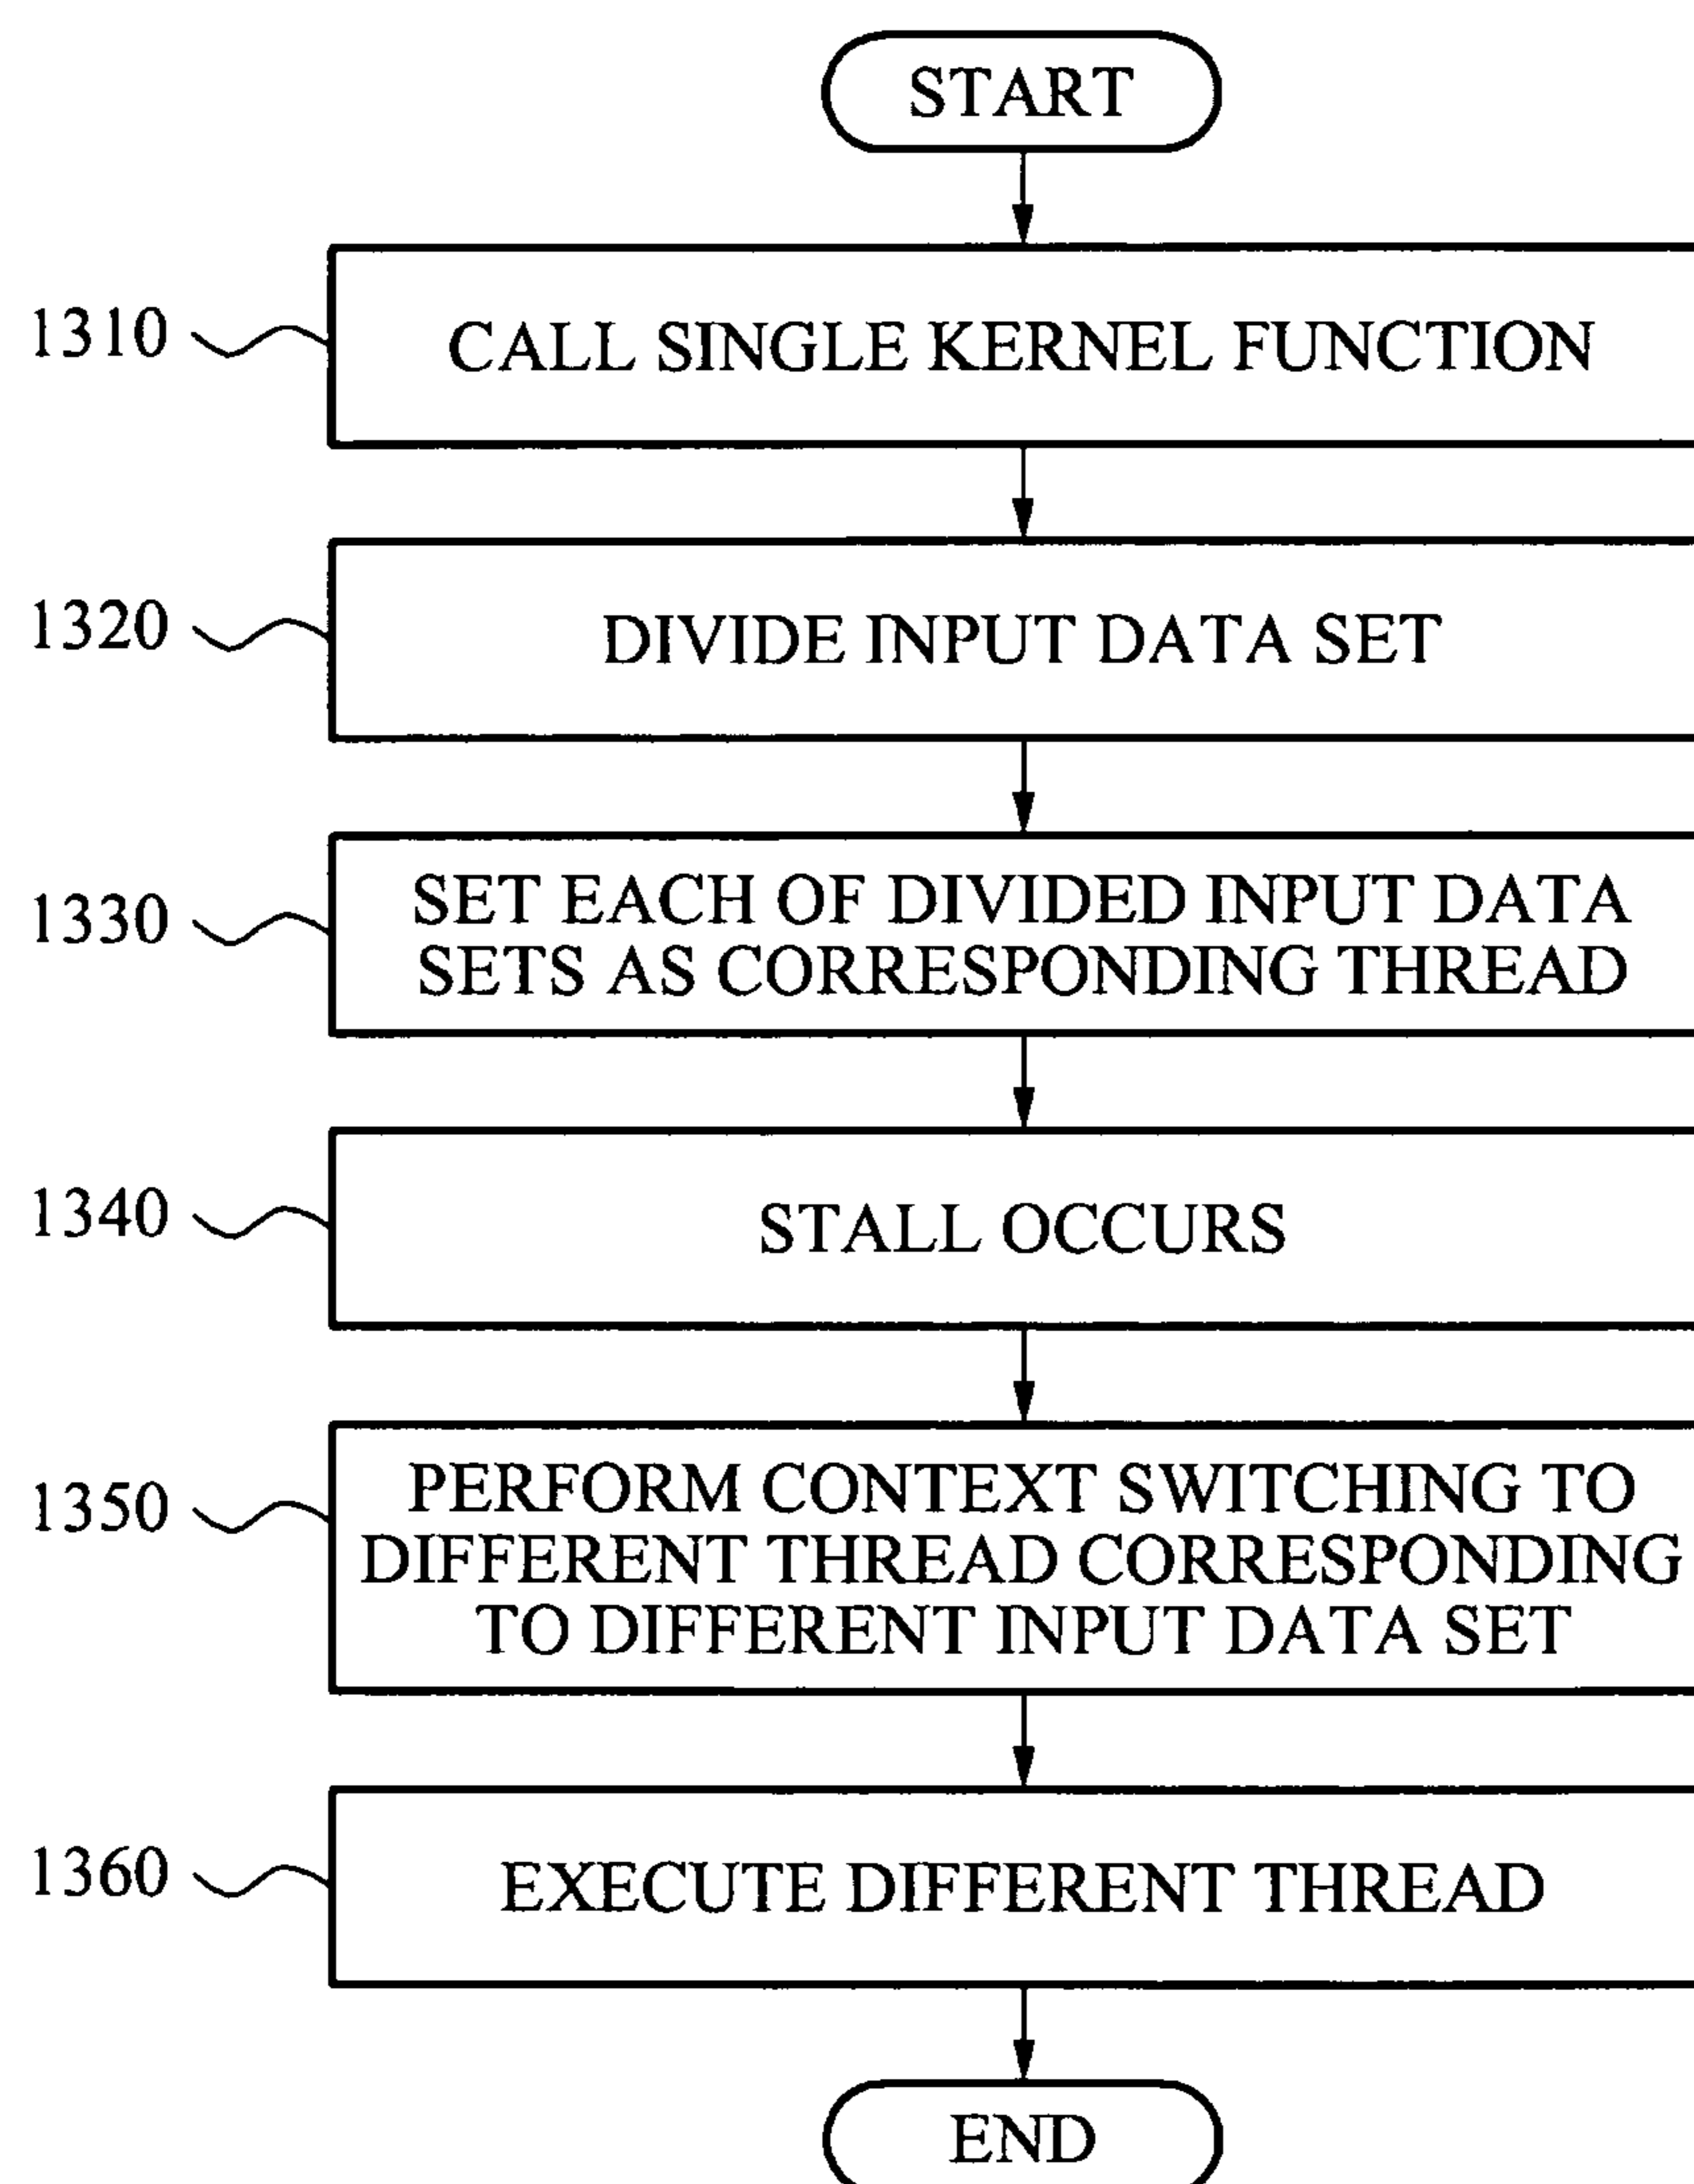 START
1310
CALL SINGLE KERNEL FUNCTION
1320
DIVIDE INPUT DATA SET
1330
SET EACH OF DIVIDED INPUT DATA
SETS AS CORRESPONDING THREAD
1340
STALL OCCURS
1350
PERFORM CONTEXT SWITCHING TO
DIFFERENT THREAD CORRESPONDING
TO DIFFERENT INPUT DATA SET
1360
EXECUTE DIFFERENT THREAD
END